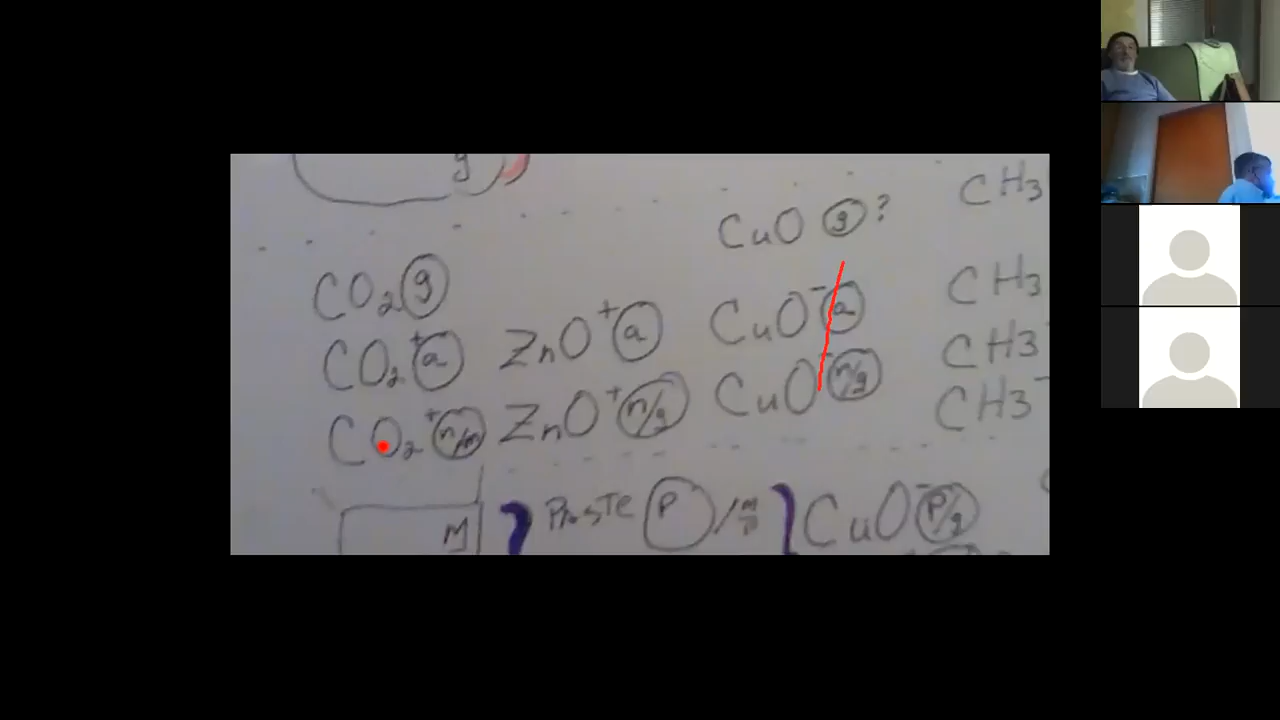 g
CuO g ?
CH3
CO₂ g
CH3
CO₂⁺ a ZnO⁺ a CuO⁻ a
CH3⁻
CO₂⁺ n/m ZnO⁺ n/g CuO⁻ n/g
CH3⁻
M PASTE P / CuO⁻ P/g